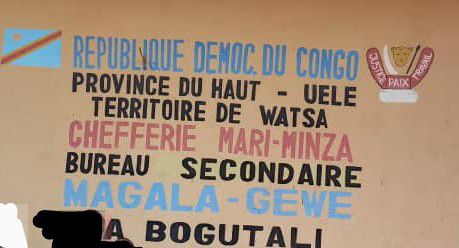 REPUBLIQUE DEMOC. DU CONGO
JUSTICE PAIX TRAVAIL
PROVINCE DU HAUT - UELE
TERRITOIRE DE WATSA
CHEFFERIE MARI-MINZA
BUREAU SECONDAIRE
MAGALA-GEWE
A BOGUTALI